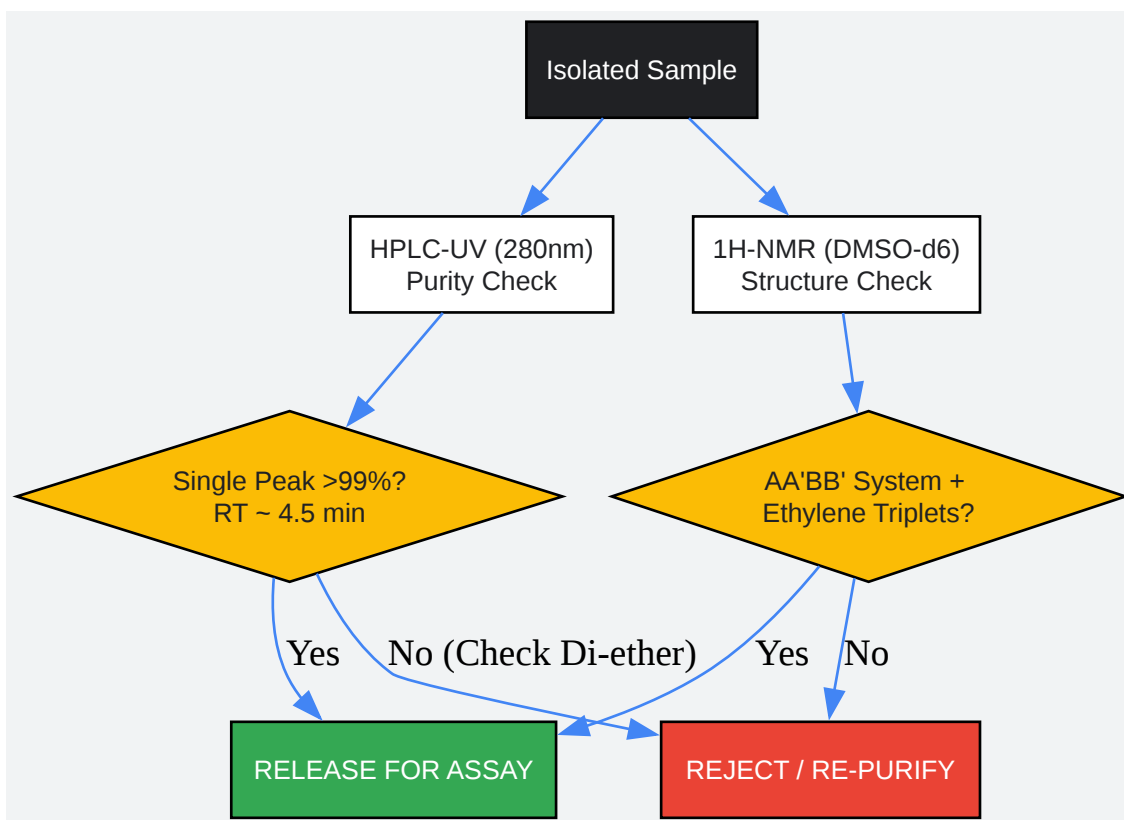 Isolated Sample
HPLC-UV (280nm)
Purity Check
1H-NMR (DMSO-d6)
Structure Check
Single Peak >99%?
RT ~ 4.5 min
AA'BB' System +
Ethylene Triplets?
Yes
No (Check Di-ether)
Yes
No
RELEASE FOR ASSAY
REJECT / RE-PURIFY